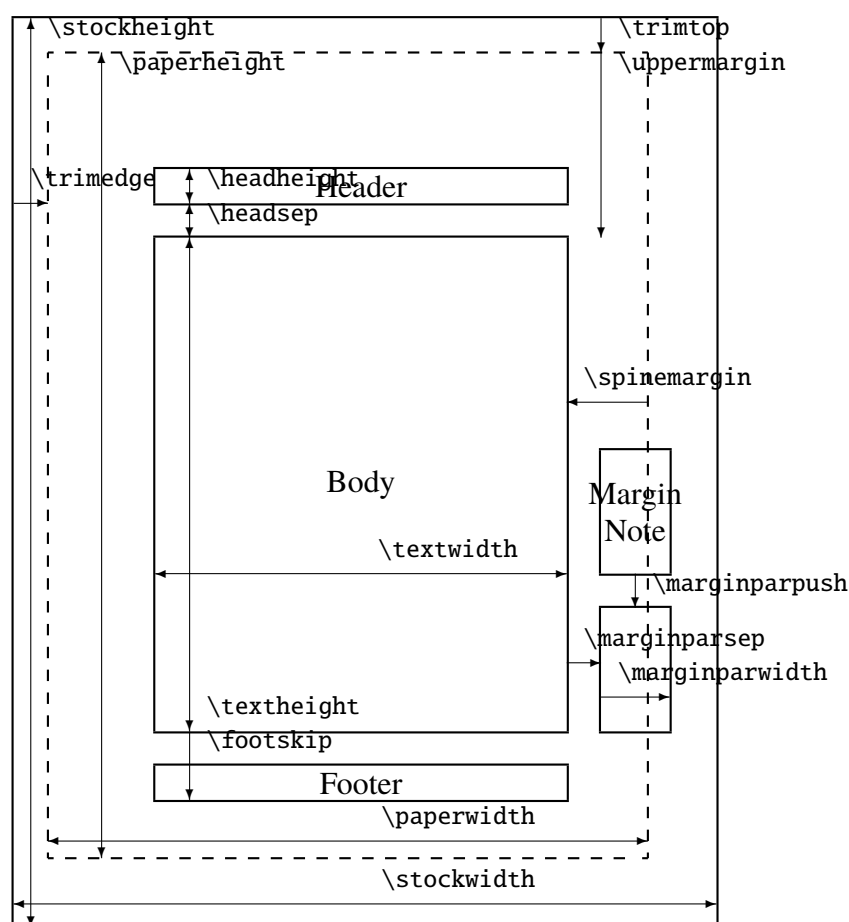 \stockheight
\trimtop
\paperheight
\uppermargin
\trimedge
\headheight
Header
\headsep
\spinemargin
Body
Margin
Note
\textwidth
\marginparpush
\marginparsep
\marginparwidth
\textheight
\footskip
Footer
\paperwidth
\stockwidth